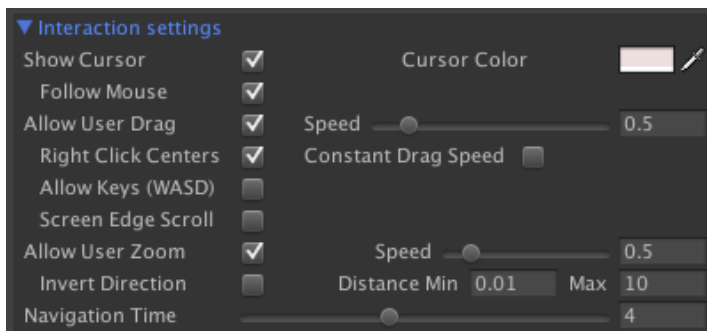 Interaction settings
Show Cursor Cursor Color
Follow Mouse
Allow User Drag Speed 0.5
Right Click Centers Constant Drag Speed
Allow Keys (WASD)
Screen Edge Scroll
Allow User Zoom Speed 0.5
Invert Direction Distance Min 0.01 Max 10
Navigation Time 4